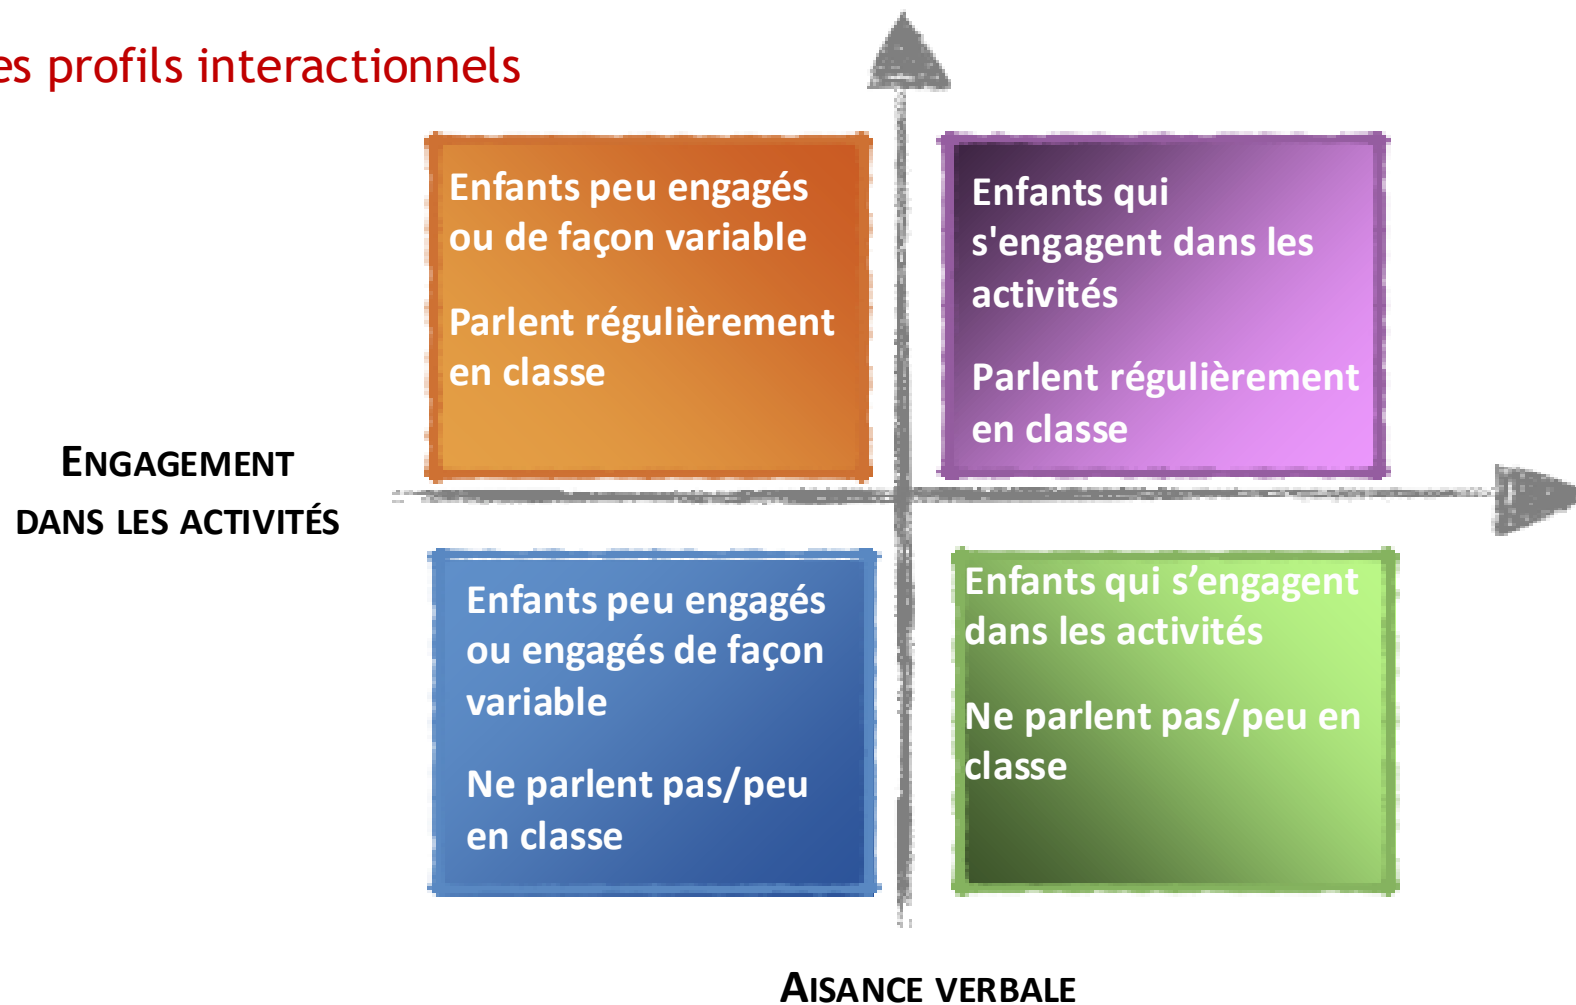 es profils interactionnels
Enfants peu engagés
ou de façon variable
Parlent régulièrement
en classe
Enfants qui
s'engagent dans les
activités
Parlent régulièrement
en classe
ENGAGEMENT
DANS LES ACTIVITÉS
Enfants peu engagés
ou engagés de façon
variable
Ne parlent pas/peu
en classe
Enfants qui s’engagent
dans les activités
Ne parlent pas/peu en
classe
AISANCE VERBALE